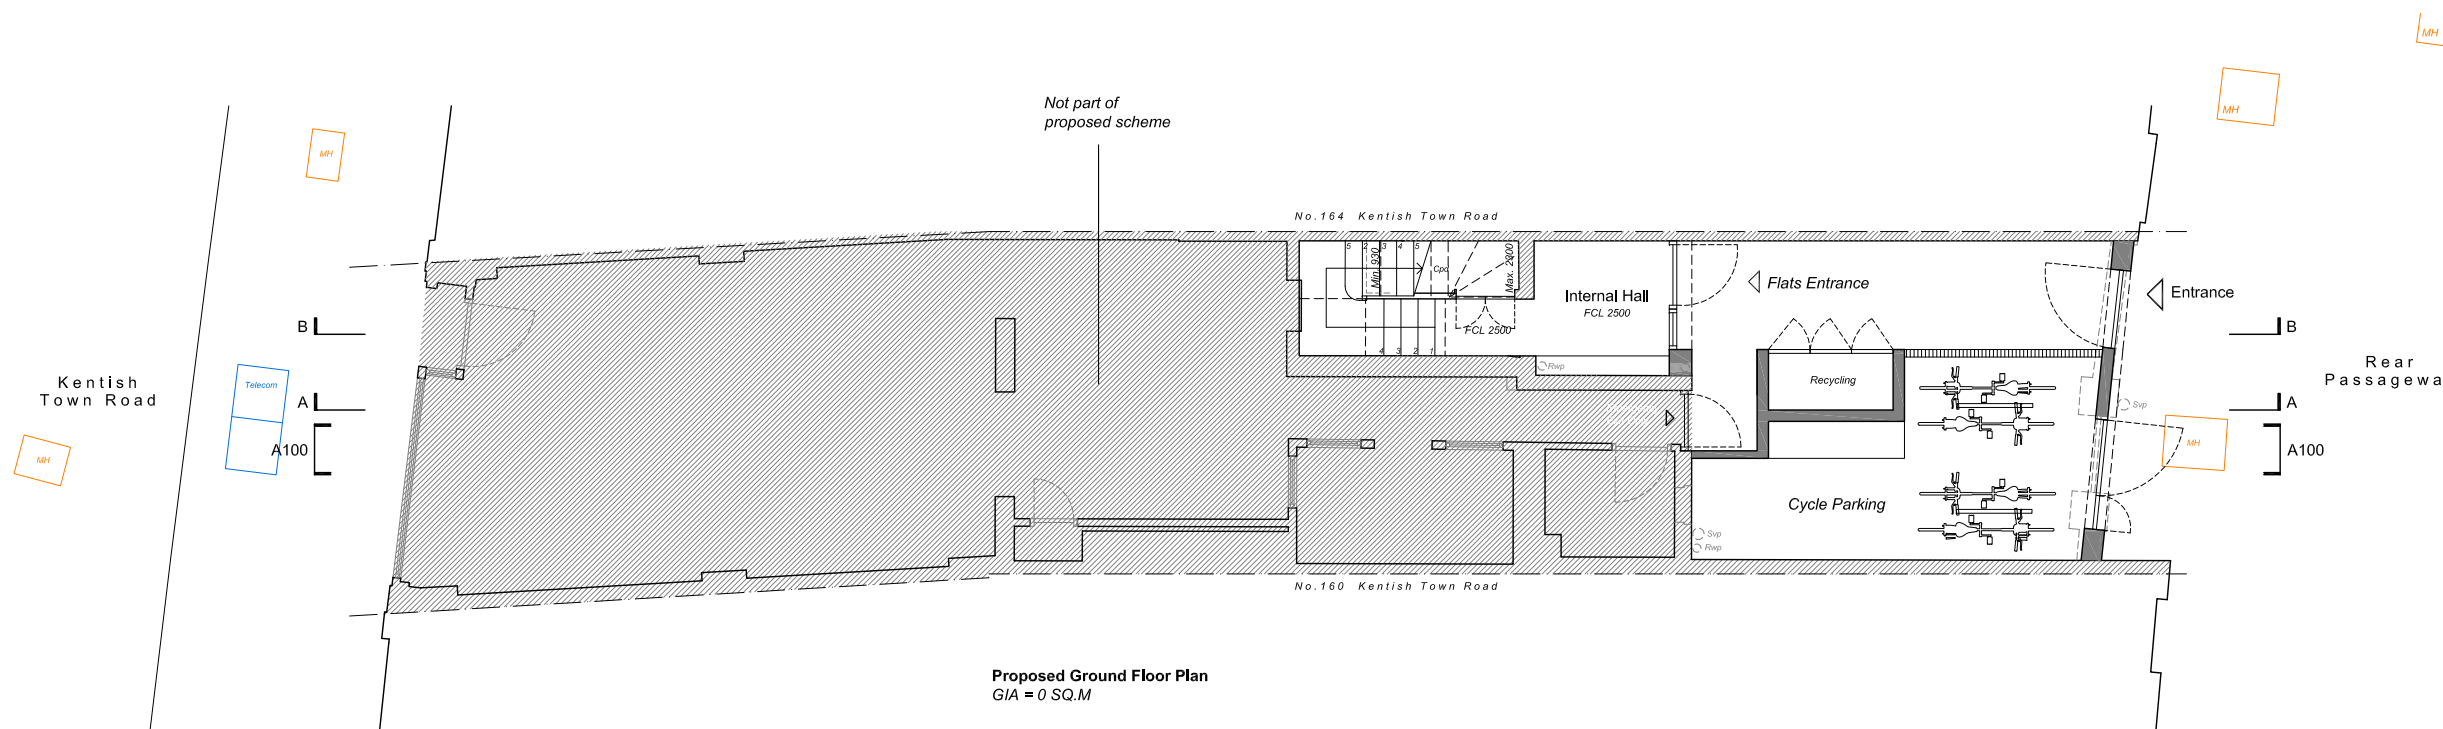 MH
MH
MH
Not part of
proposed scheme
No.164 Kentish Town Road
5
2
3
4
5
Min. 930
Cpd
Max. 2300
FCL 2500
4
3
2
1
Internal Hall
FCL 2500
Rwp
Flats Entrance
Entrance
B
B
Kentish
Town Road
Telecom
A
A
A100
A100
MH
Recycling
Svp
Rear
Passagewa
MH
Cycle Parking
Svp
Rwp
No.160 Kentish Town Road
Proposed Ground Floor Plan
GIA = 0 SQ.M